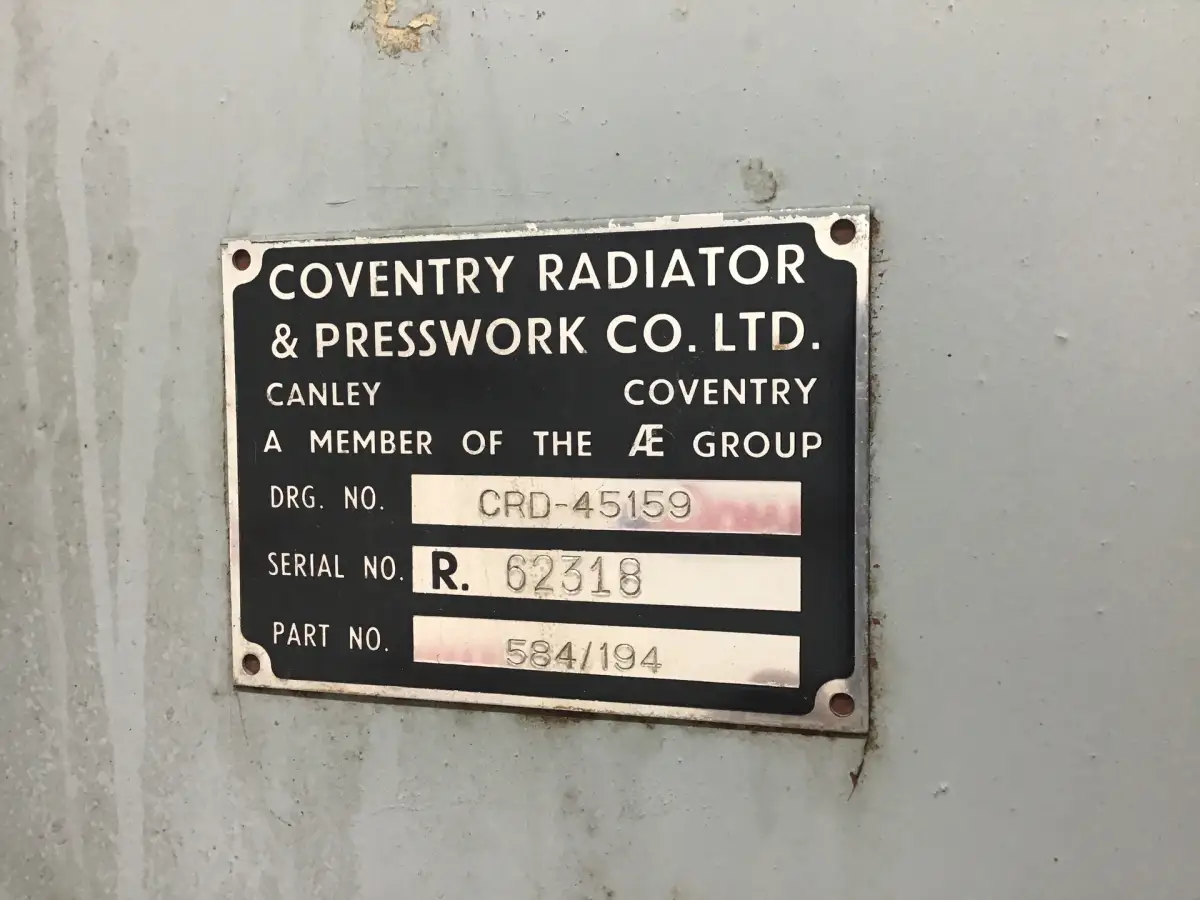 COVENTRY RADIATOR
& PRESSWORK CO. LTD.
CANLEY COVENTRY
A MEMBER OF THE Æ GROUP
DRG. NO. CRD-45159
SERIAL NO. R. 62318
PART NO. 584/194